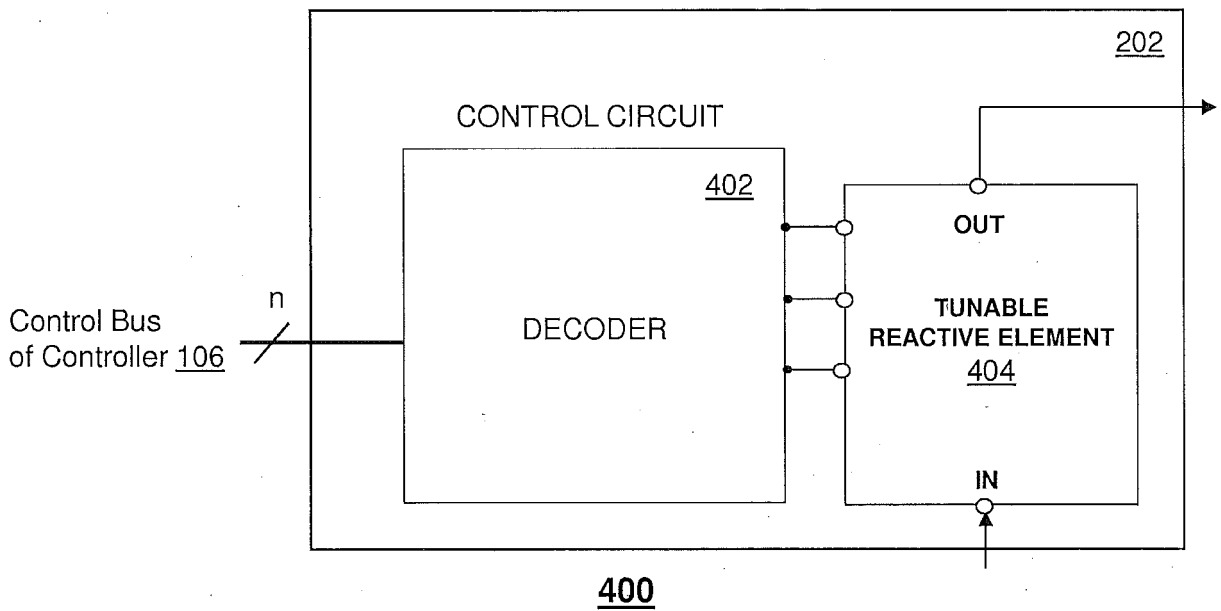 202
CONTROL CIRCUIT
402
OUT
n
Control Bus
of Controller 106
DECODER
TUNABLE
REACTIVE ELEMENT
404
IN
400